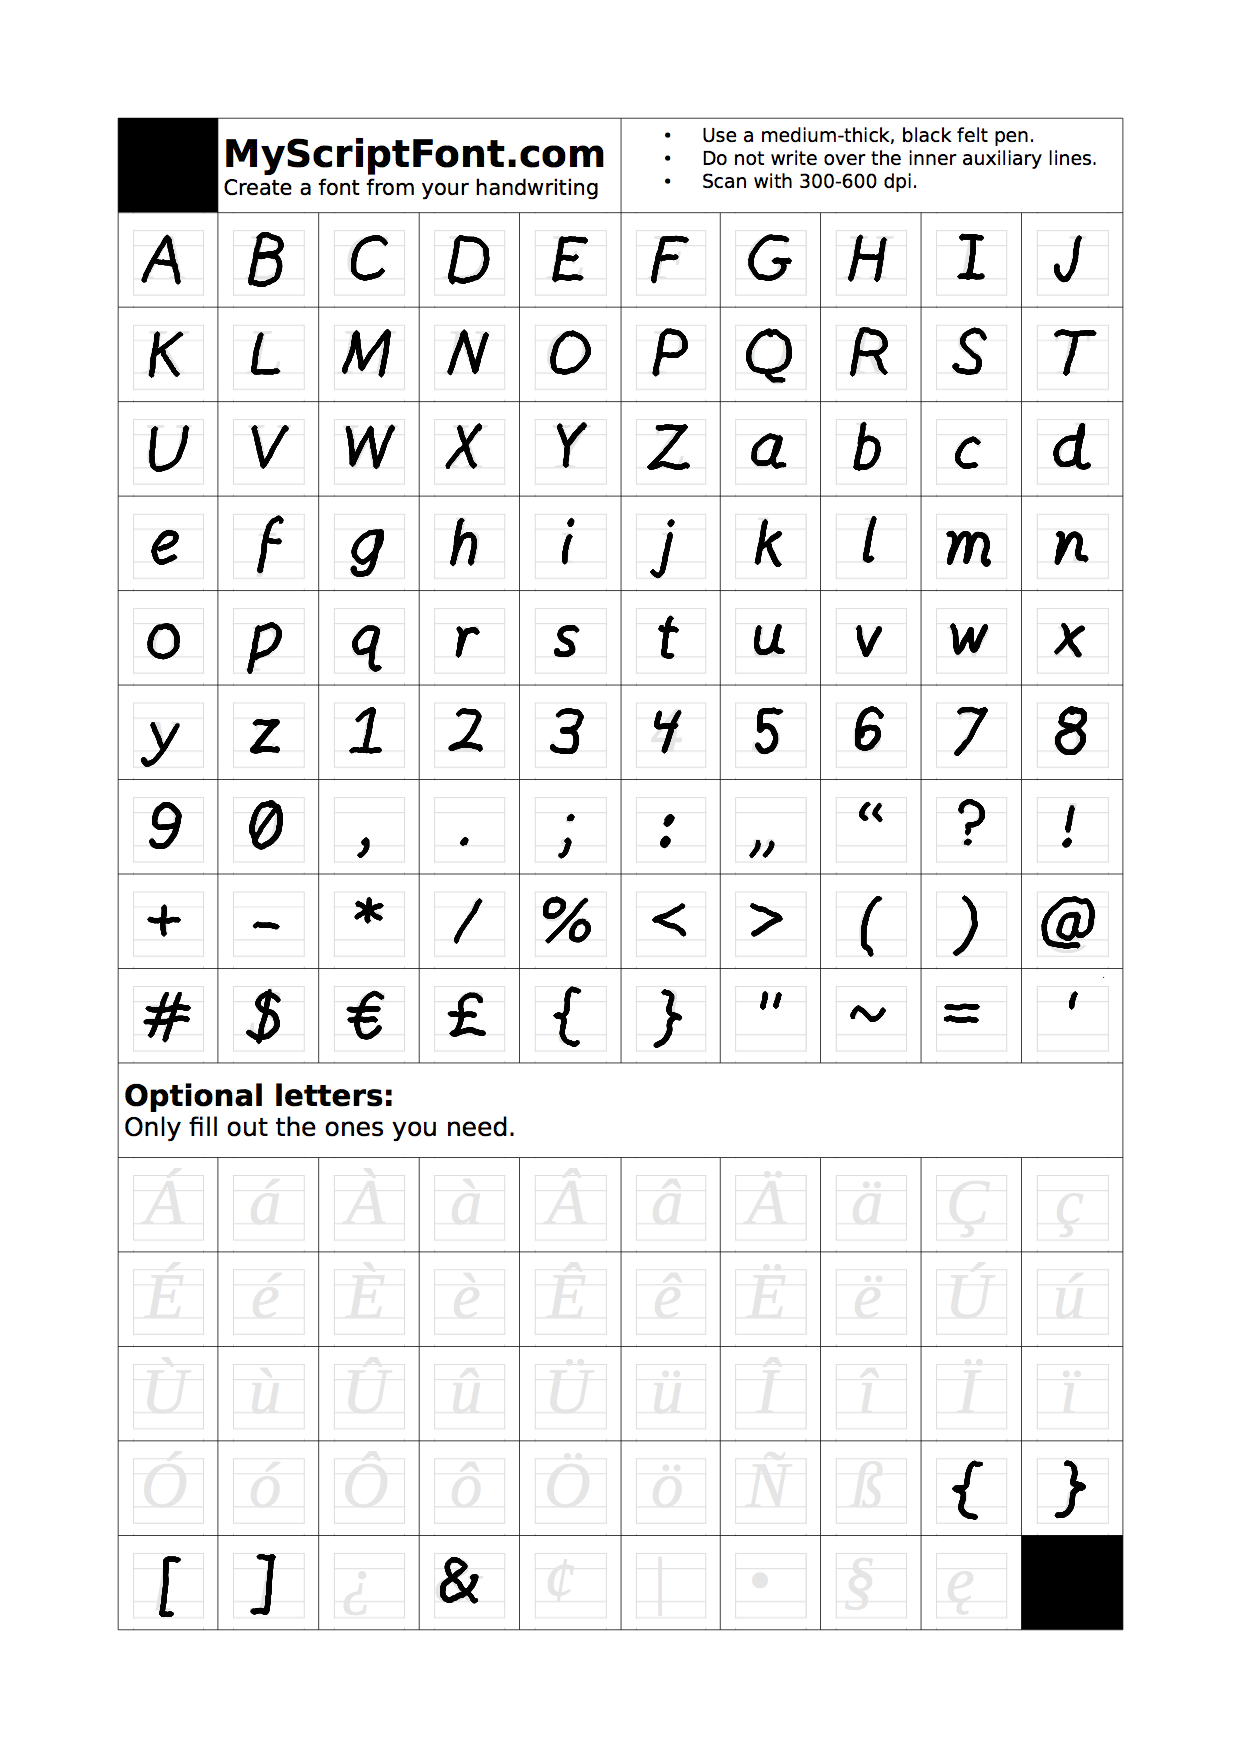 MyScriptFont.com
Create a font from your handwriting
• Use a medium-thick, black felt pen.
• Do not write over the inner auxiliary lines.
• Scan with 300-600 dpi.
A B C D E F G H I J
K L M N O P Q R S T
U V W X Y Z a b c d
e f g h i j k l m n
o p q r s t u v w x
y z 1 2 3 4 5 6 7 8
9 0 , . ; : „ “ ? !
+ - * / % < > ( ) @
# $ € £ { } " ~ = '
Optional letters:
Only fill out the ones you need.
Á á À à Â â Ä ä Ç ç
É é È è Ê ê Ë ë Ú ú
Ù ù Û û Ü ü Î î Ï ï
Ó ó Ô ô Ö ö Ñ ß { }
[ ] ¿ & ¢ | • § ę